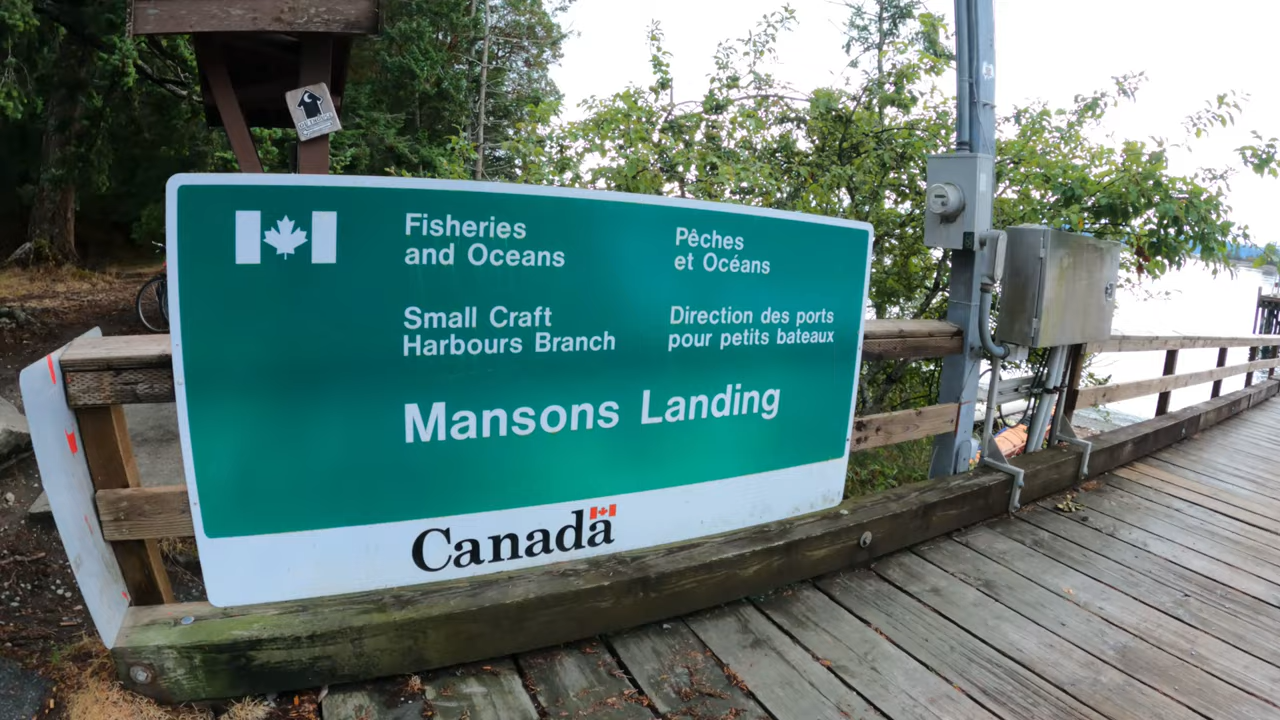 Fisheries
and Oceans
Pêches
et Océans
Small Craft
Harbours Branch
Direction des ports
pour petits bateaux
Mansons Landing
Canada